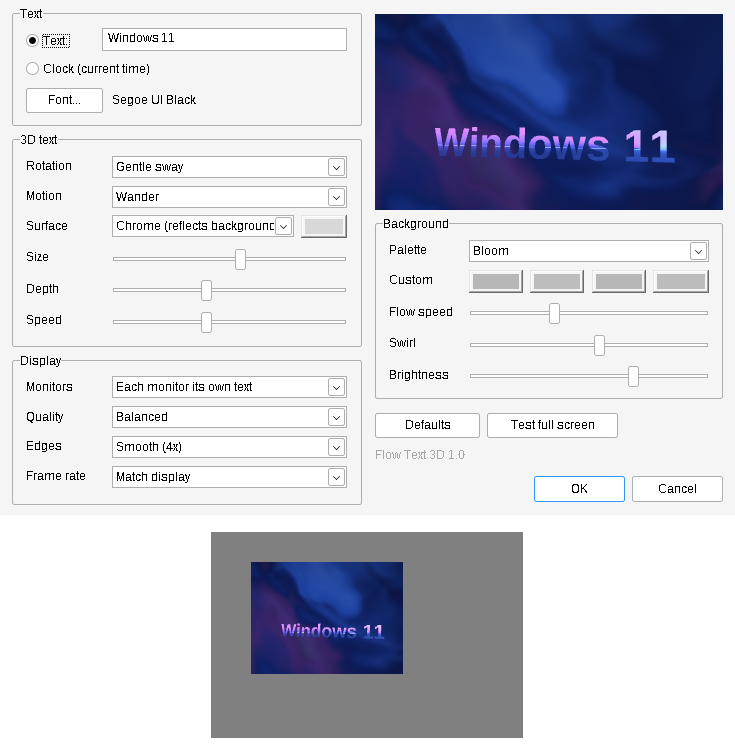 Text
Text:
Windows 11
Clock (current time)
Font...
Segoe UI Black
3D text
Rotation
Gentle sway
Motion
Wander
Surface
Chrome (reflects background
Size
Depth
Speed
Display
Monitors
Each monitor its own text
Quality
Balanced
Edges
Smooth (4x)
Frame rate
Match display
Windows 11
Background
Palette
Bloom
Custom
Flow speed
Swirl
Brightness
Defaults
Test full screen
Flow Text 3D 1.0
OK
Cancel
Windows 11